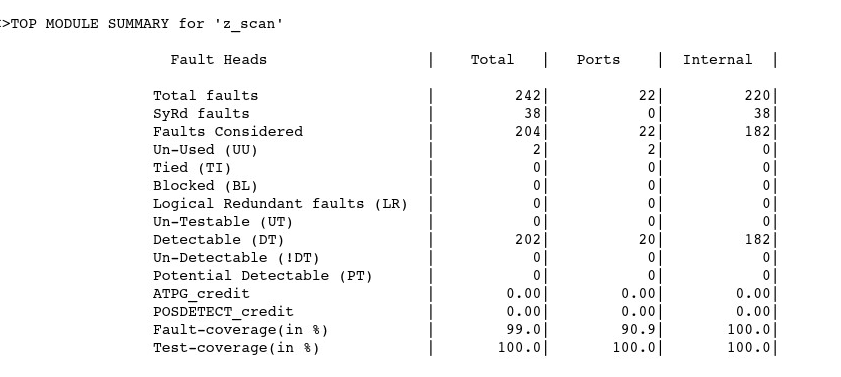 >TOP MODULE SUMMARY for 'z_scan'
Fault Heads | Total | Ports | Internal |
Total faults | 242| 22| 220|
SyRd faults | 38| 0| 38|
Faults Considered | 204| 22| 182|
Un-Used (UU) | 2| 2| 0|
Tied (TI) | 0| 0| 0|
Blocked (BL) | 0| 0| 0|
Logical Redundant faults (LR) | 0| 0| 0|
Un-Testable (UT) | 0| 0| 0|
Detectable (DT) | 202| 20| 182|
Un-Detectable (!DT) | 0| 0| 0|
Potential Detectable (PT) | 0| 0| 0|
ATPG_credit | 0.00| 0.00| 0.00|
POSDETECT_credit | 0.00| 0.00| 0.00|
Fault-coverage(in %) | 99.0| 90.9| 100.0|
Test-coverage(in %) | 100.0| 100.0| 100.0|